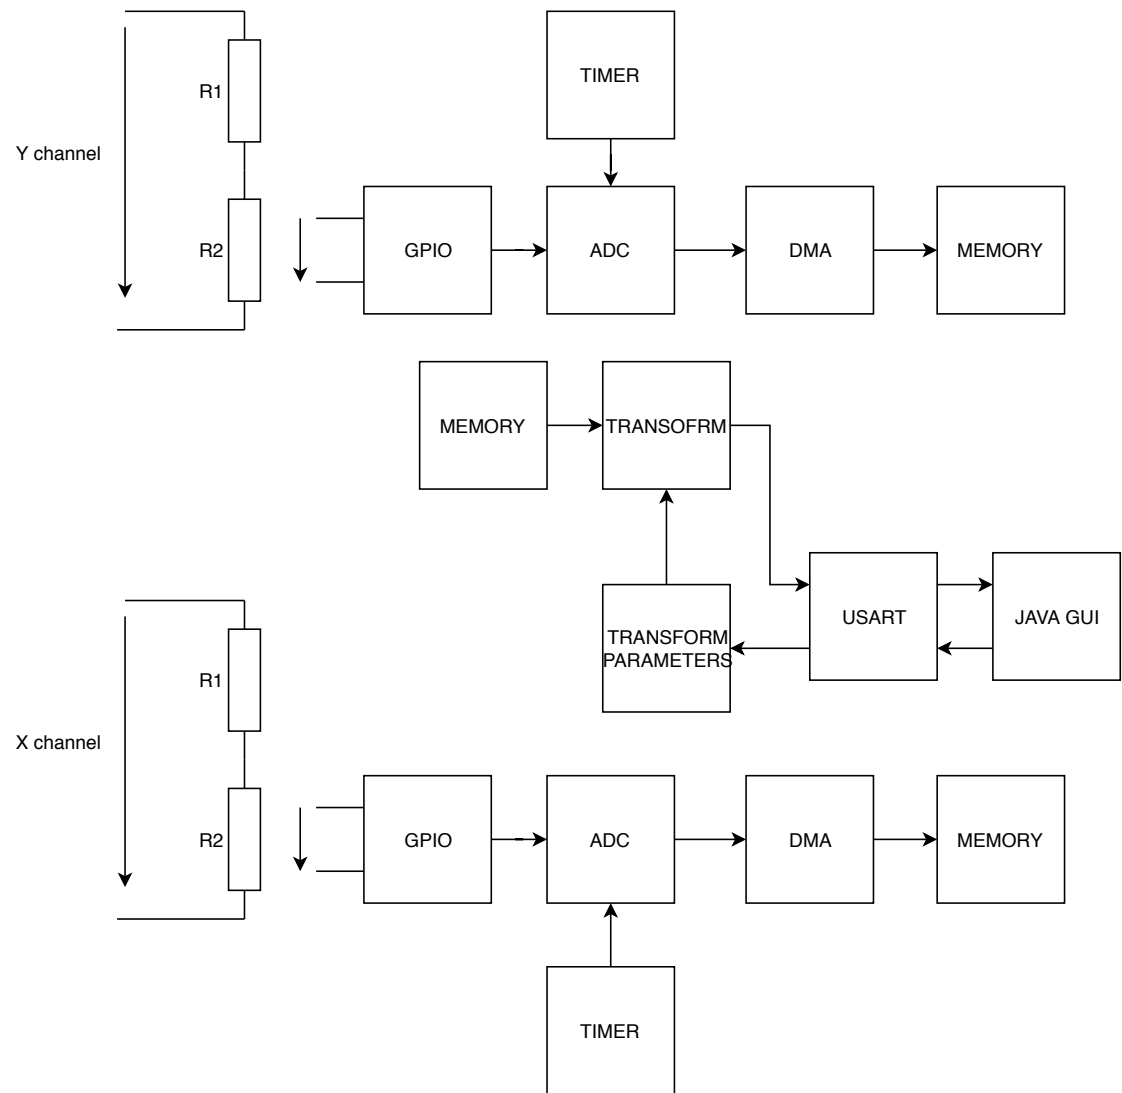 TIMER
R1
Y channel
R2
GPIO
ADC
DMA
MEMORY
MEMORY
TRANSOFRM
TRANSFORM
PARAMETERS
USART
JAVA GUI
R1
X channel
R2
GPIO
ADC
DMA
MEMORY
TIMER